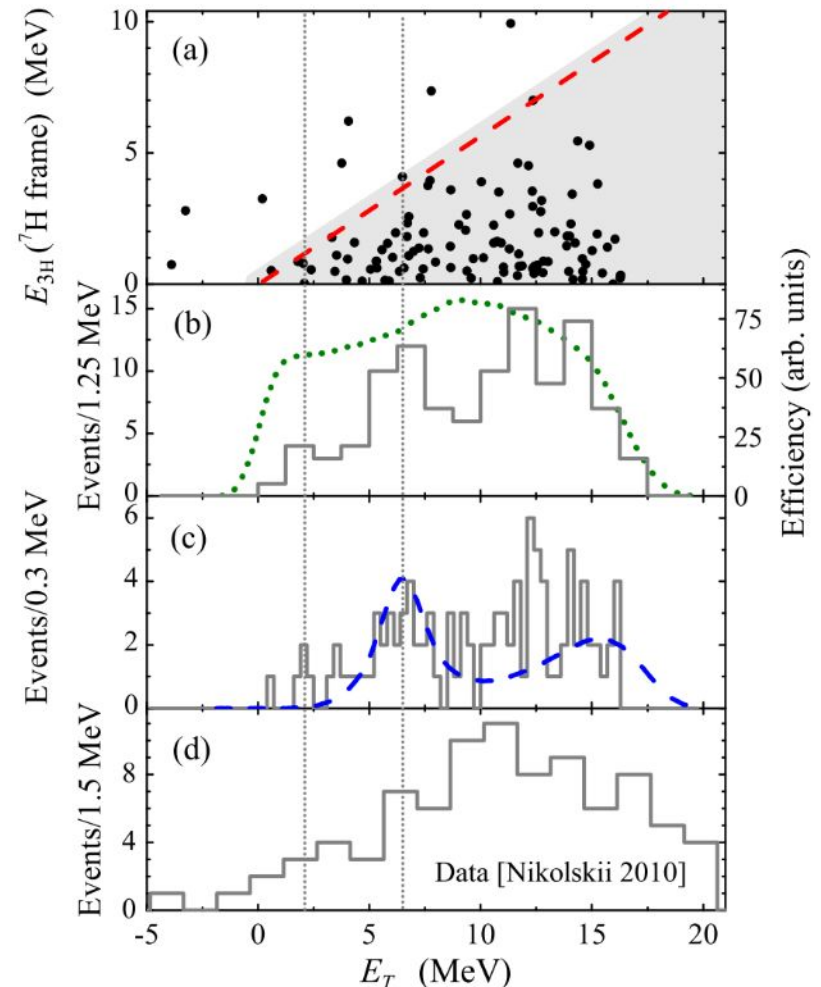 (a)
10
5
0
E3H (7H frame) (MeV)
(b)
15
10
5
0
Events/1.25 MeV
75
50
25
0
Efficiency (arb. units)
(c)
6
4
2
0
Events/0.3 MeV
(d)
8
4
0
Events/1.5 MeV
Data [Nikolskii 2010]
-5 0 5 10 15 20
ET (MeV)